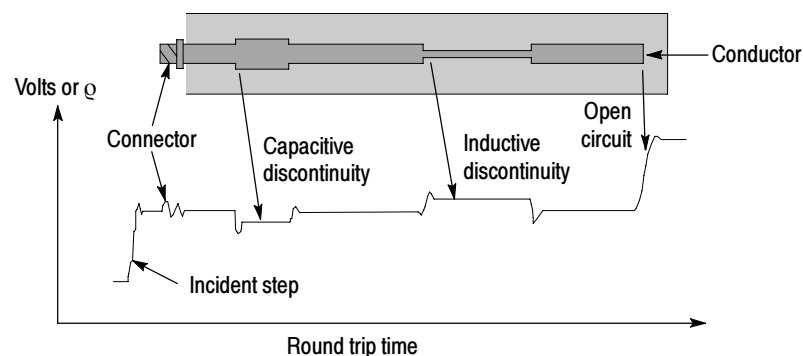 Conductor
Volts or ϱ
Connector
Capacitive
discontinuity
Inductive
discontinuity
Open
circuit
Incident step
Round trip time